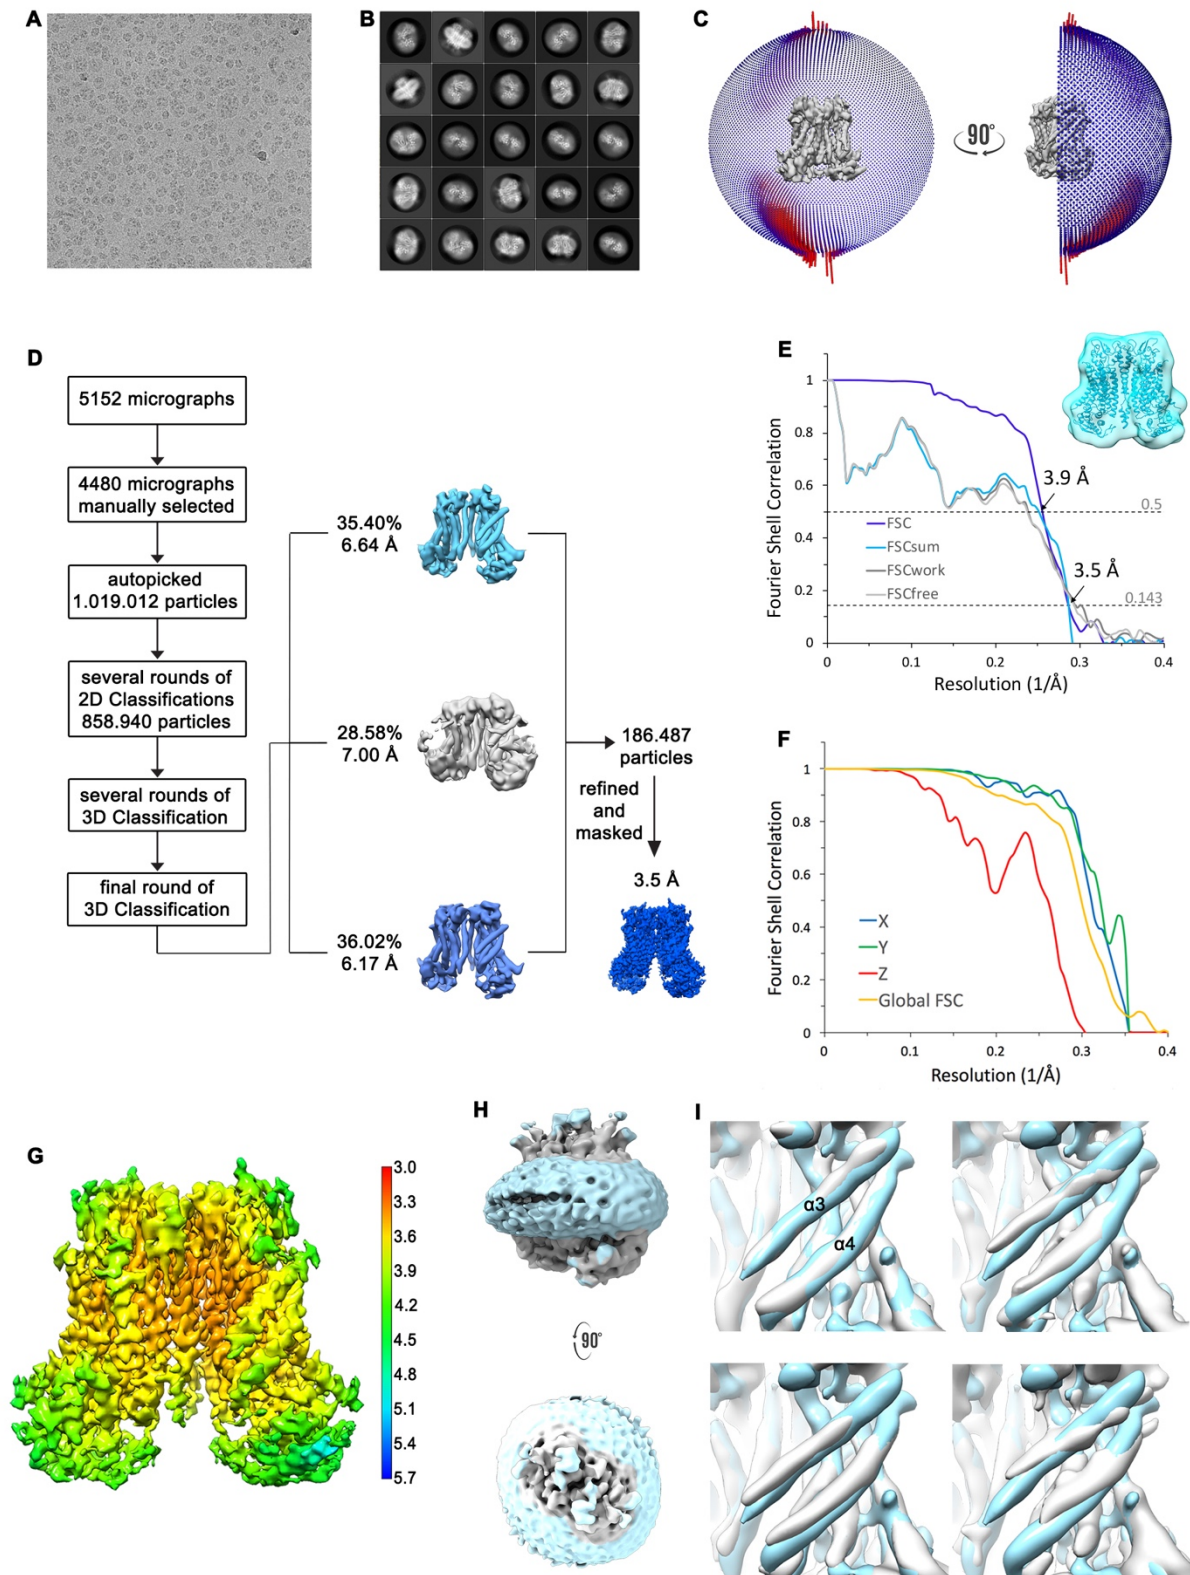 A
B
C
90°
D
5152 micrographs
4480 micrographs
manually selected
autopicked
1.019.012 particles
several rounds of
2D Classifications
858.940 particles
several rounds of
3D Classification
final round of
3D Classification
35.40%
6.64 Å
28.58%
7.00 Å
36.02%
6.17 Å
186.487
particles
refined
and
masked
3.5 Å
E
Fourier Shell Correlation
1
0.8
0.6
0.4
0.2
0
3.9 Å
0.5
FSC
FSCsum
FSCwork
FSCfree
3.5 Å
0.143
0 0.1 0.2 0.3 0.4
Resolution (1/Å)
F
Fourier Shell Correlation
1
0.8
0.6
0.4
0.2
0
X
Y
Z
Global FSC
0 0.1 0.2 0.3 0.4
Resolution (1/Å)
G
3.0
3.3
3.6
3.9
4.2
4.5
4.8
5.1
5.4
5.7
H
90°
I
α3
α4